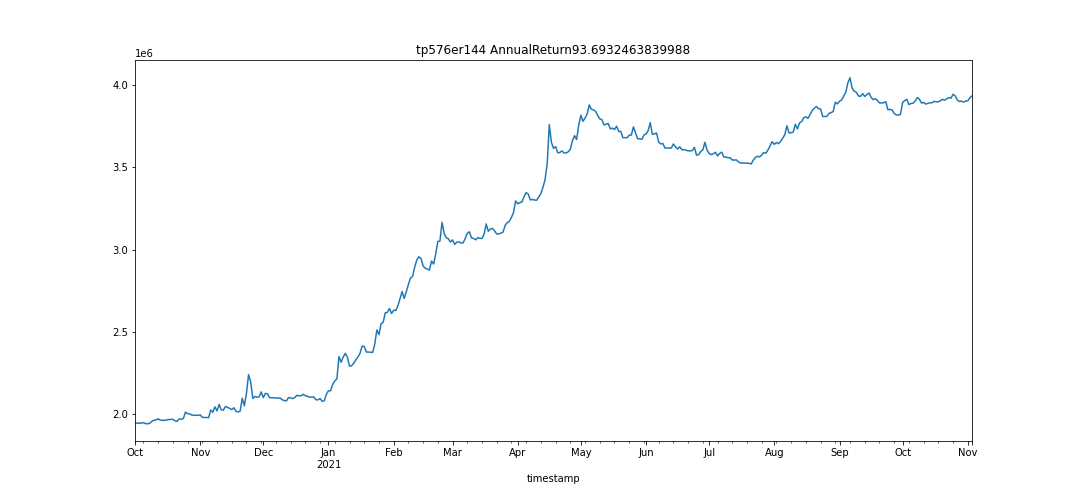 tp576er144 AnnualReturn93.6932463839988
1e6
4.0
3.5
3.0
2.5
2.0
Oct Nov Dec Jan Feb Mar Apr May Jun Jul Aug Sep Oct Nov
2021
timestamp